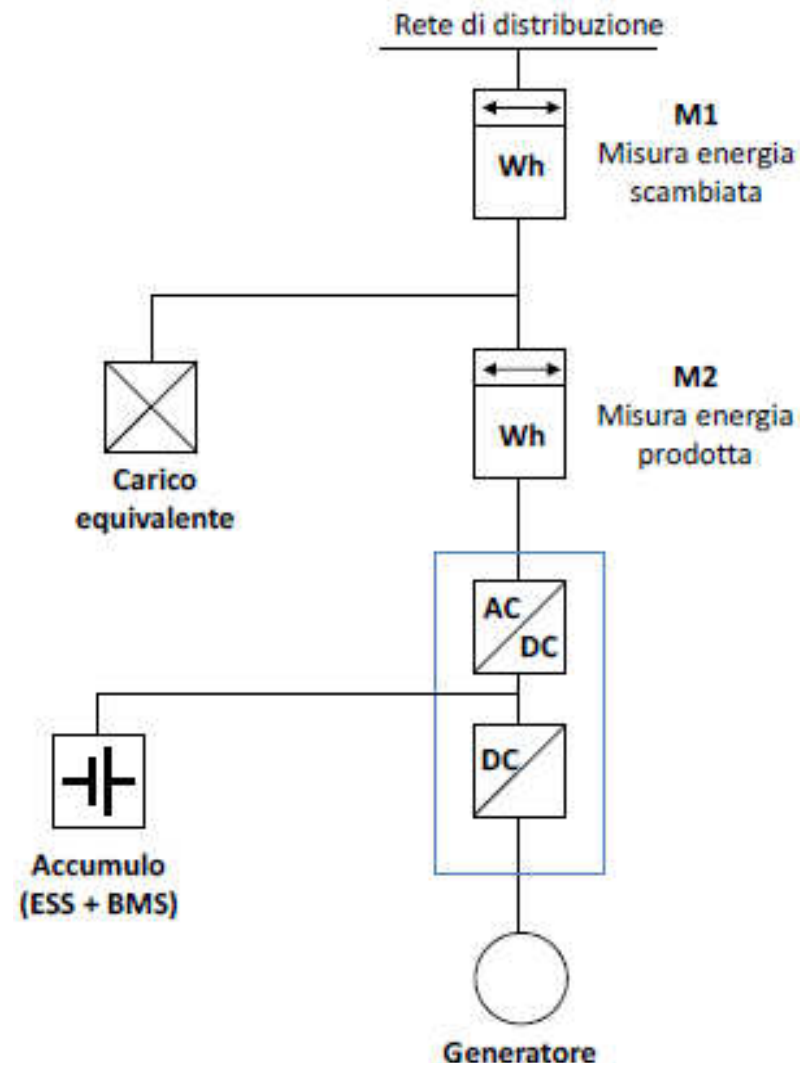 Rete di distribuzione
M1
Misura energia
scambiata
Wh
M2
Misura energia
prodotta
Wh
Carico
equivalente
AC
DC
DC
Accumulo
(ESS + BMS)
Generatore